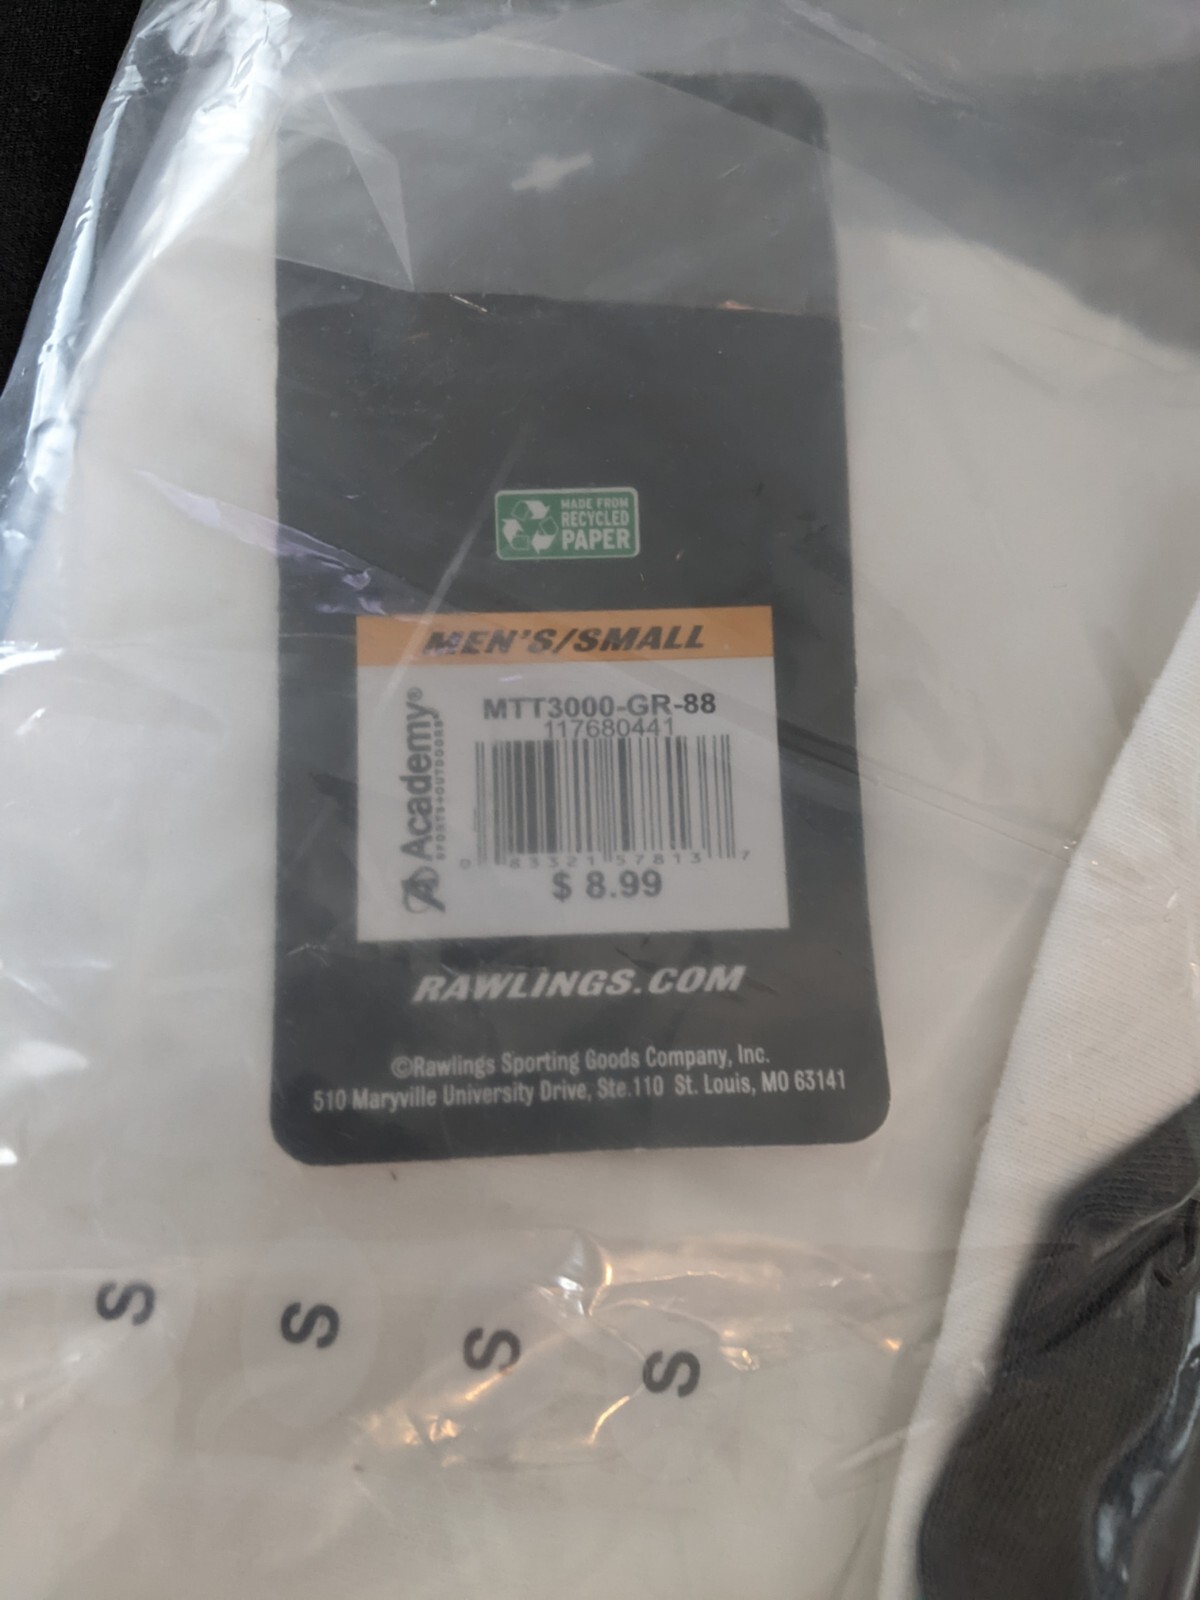 MADE FROM
RECYCLED
PAPER
MEN'S/SMALL
MTT3000-GR-88
117680441
Academy®
SPORTS+OUTDOORS
0 83321 57813 7
$ 8.99
RAWLINGS.COM
©Rawlings Sporting Goods Company, Inc.
510 Maryville University Drive, Ste.110 St. Louis, MO 63141
S S S S